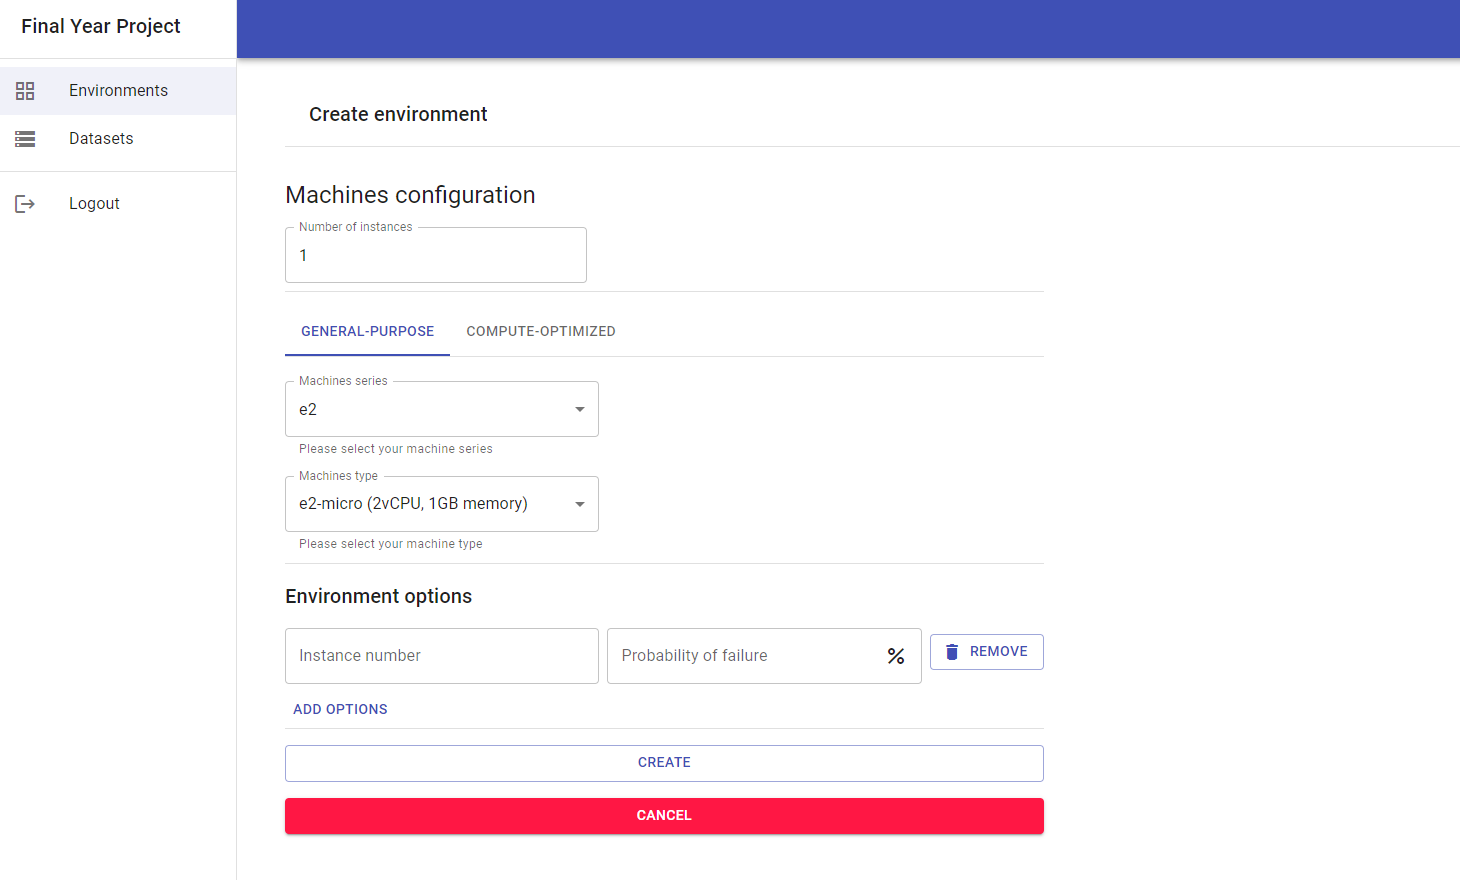 Final Year Project
Environments
Datasets
Logout
Create environment
Machines configuration
Number of instances
1
GENERAL-PURPOSE COMPUTE-OPTIMIZED
Machines series
e2
Please select your machine series
Machines type
e2-micro (2vCPU, 1GB memory)
Please select your machine type
Environment options
Instance number Probability of failure % REMOVE
ADD OPTIONS
CREATE
CANCEL